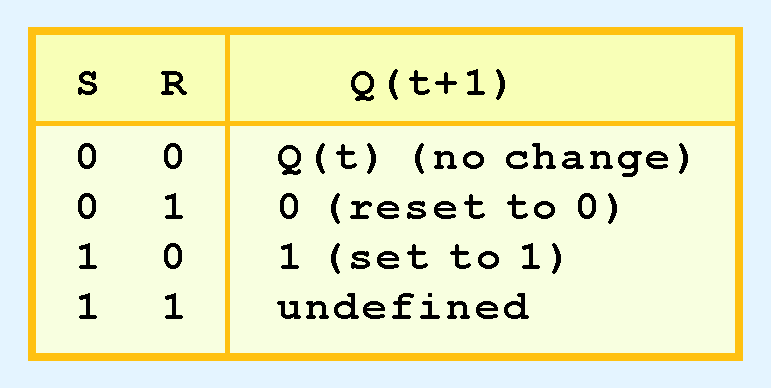 S R Q(t+1)
0 0 Q(t) (no change)
0 1 0 (reset to 0)
1 0 1 (set to 1)
1 1 undefined